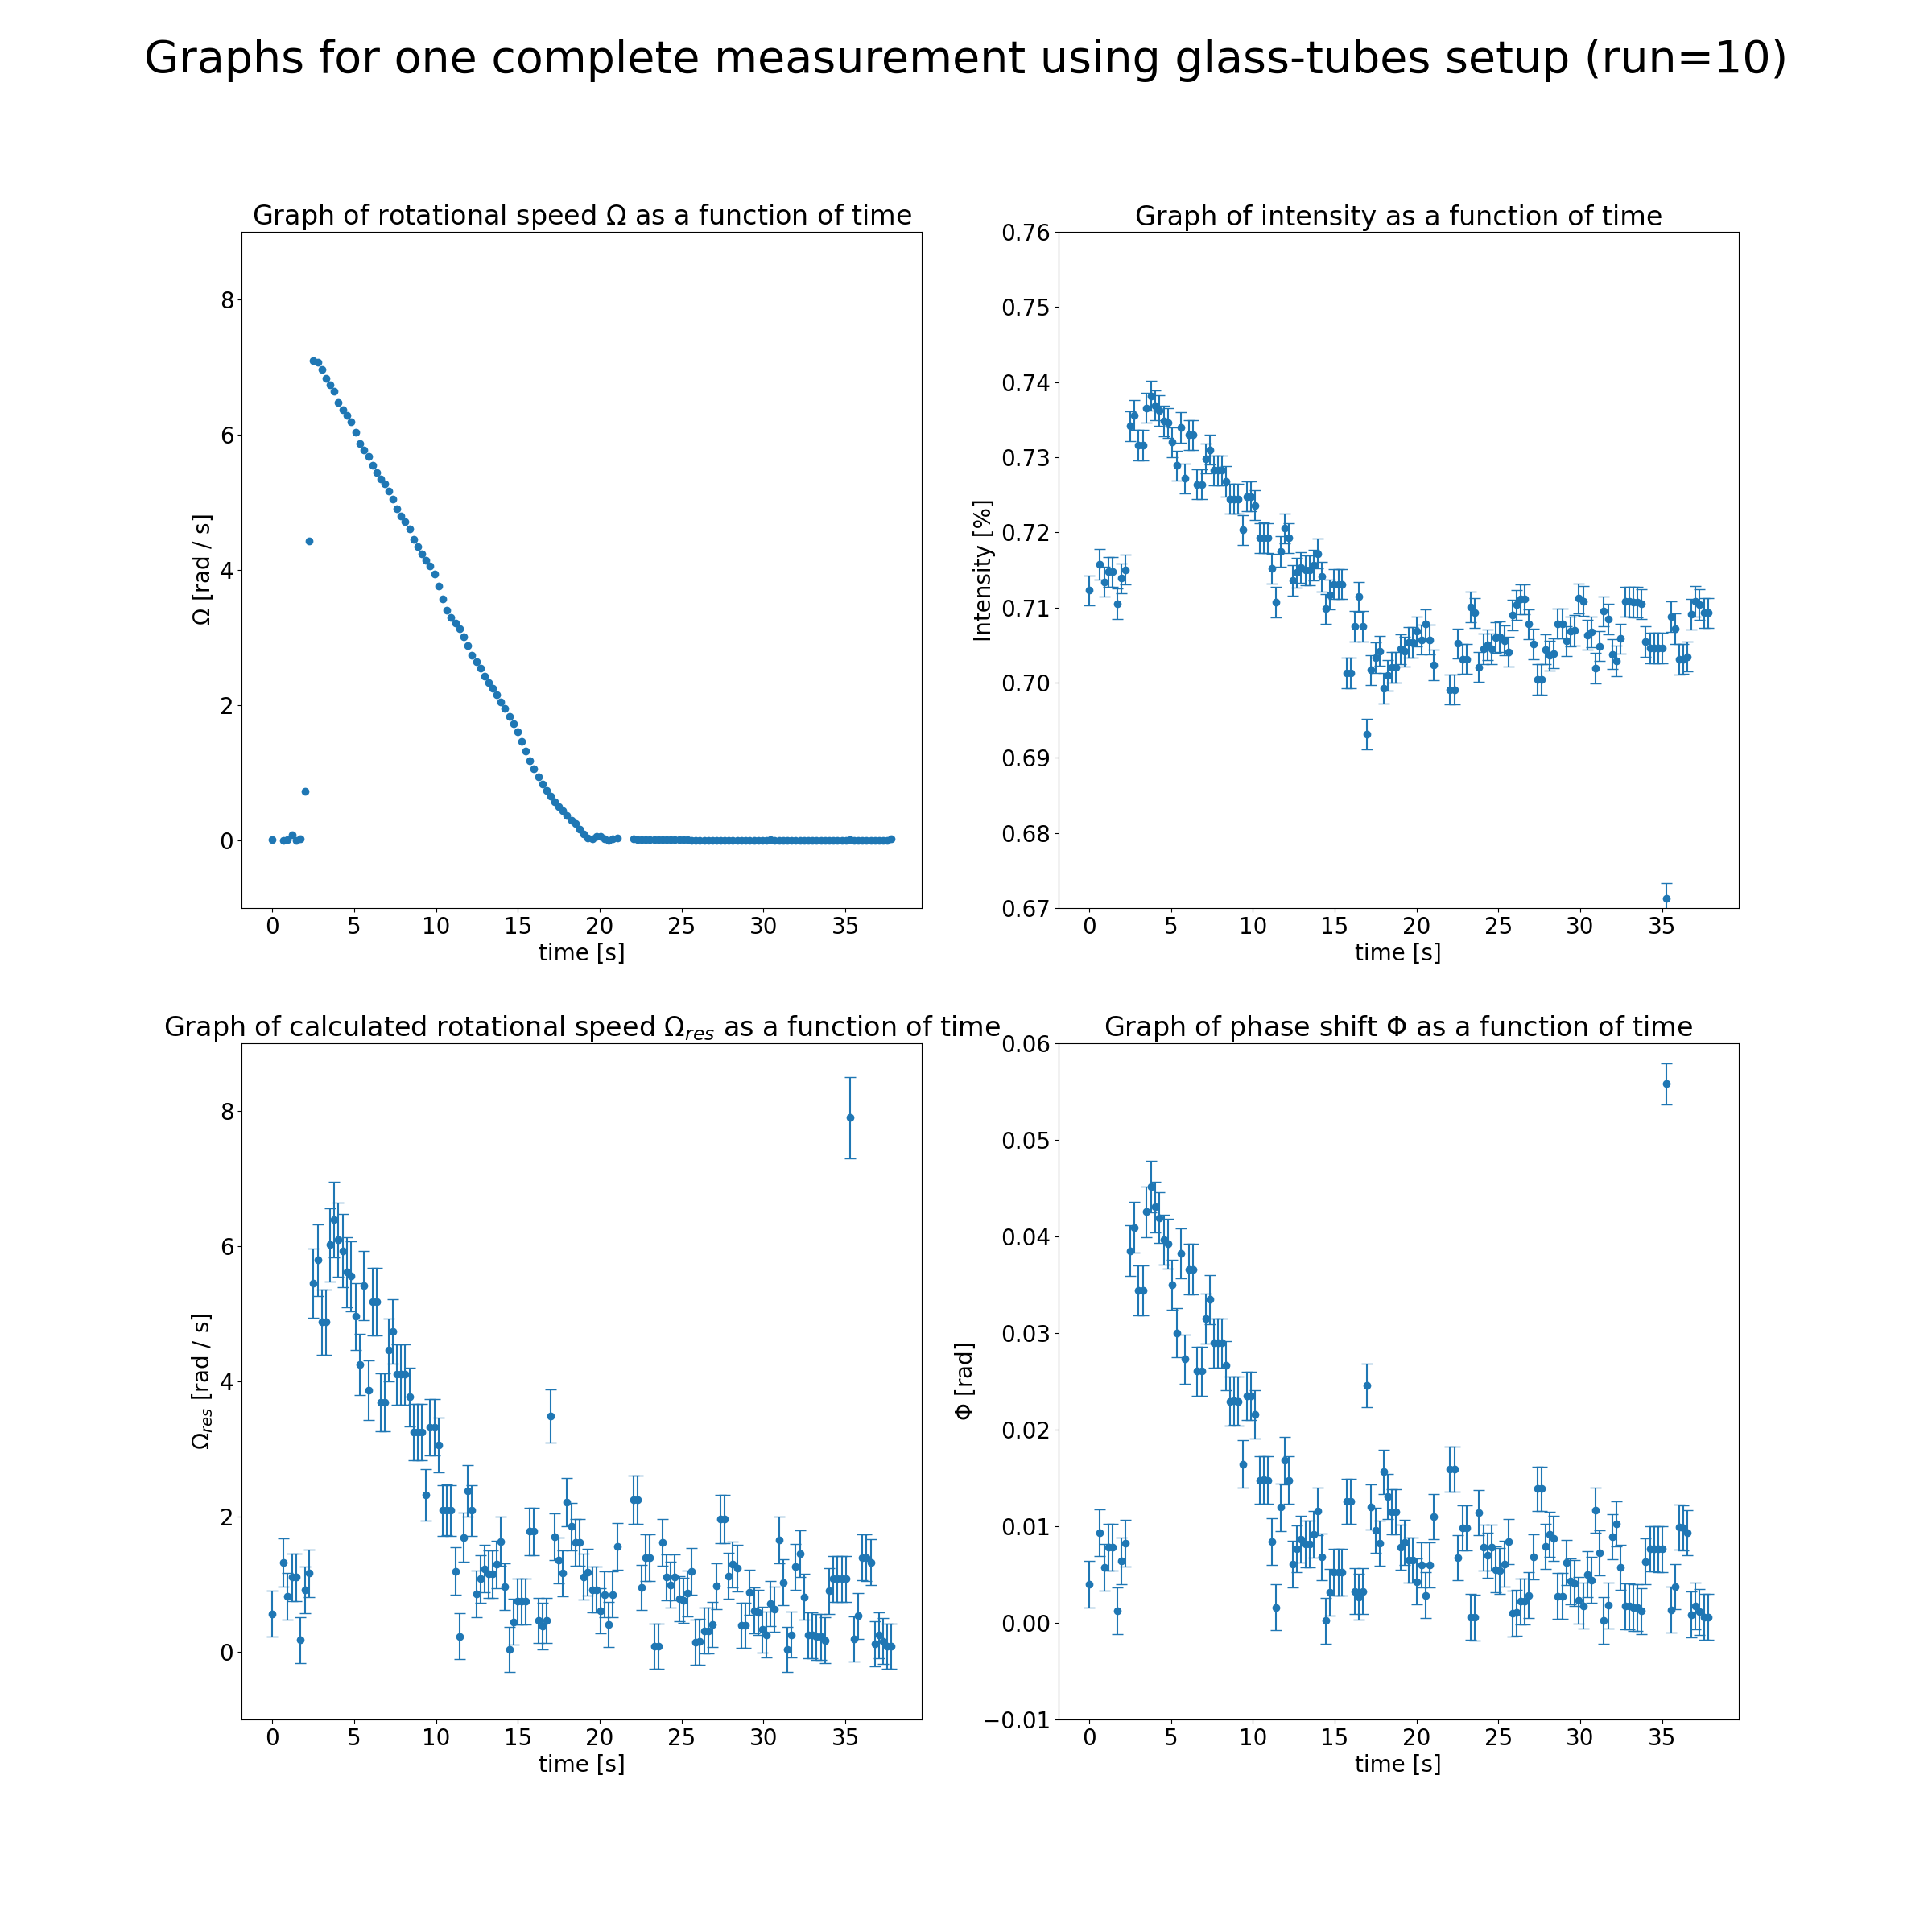 Graphs for one complete measurement using glass-tubes setup (run=10)
Graph of rotational speed Ω as a function of time
8
6
4
2
0
Ω [rad / s]
0 5 10 15 20 25 30 35
time [s]
Graph of intensity as a function of time
0.76
0.75
0.74
0.73
0.72
0.71
0.70
0.69
0.68
0.67
Intensity [%]
0 5 10 15 20 25 30 35
time [s]
Graph of calculated rotational speed Ωres as a function of time
8
6
4
2
0
Ωres [rad / s]
0 5 10 15 20 25 30 35
time [s]
Graph of phase shift Φ as a function of time
0.06
0.05
0.04
0.03
0.02
0.01
0.00
−0.01
Φ [rad]
0 5 10 15 20 25 30 35
time [s]